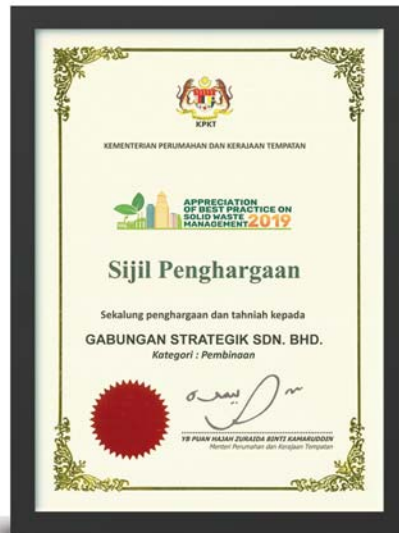 KPKT
KEMENTERIAN PERUMAHAN DAN KERAJAAN TEMPATAN
APPRECIATION
OF BEST PRACTICE ON
SOLID WASTE
MANAGEMENT 2019
Sijil Penghargaan
Sekalung penghargaan dan tahniah kepada
GABUNGAN STRATEGIK SDN. BHD.
Kategori : Pembinaan
YB PUAN HAJAH ZURAIDA BINTI KAMARUDDIN
Menteri Perumahan dan Kerajaan Tempatan